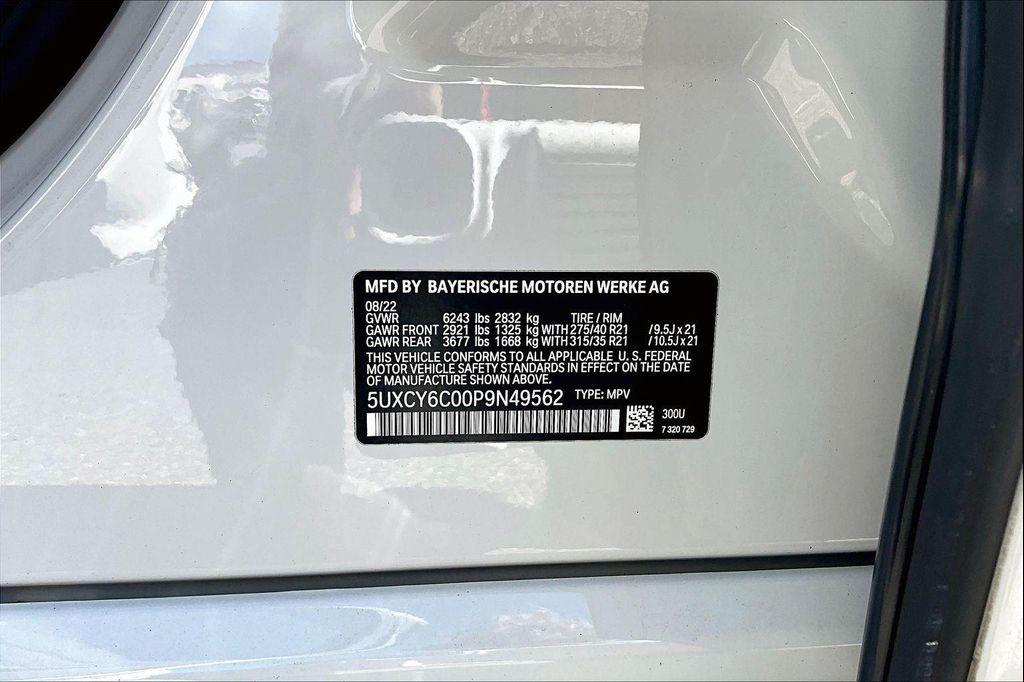 MFD BY BAYERISCHE MOTOREN WERKE AG
08/22
GVWR 6243 lbs 2832 kg TIRE / RIM
GAWR FRONT 2921 lbs 1325 kg WITH 275/40 R21 / 9.5J x 21
GAWR REAR 3677 lbs 1668 kg WITH 315/35 R21 / 10.5J x 21
THIS VEHICLE CONFORMS TO ALL APPLICABLE U. S. FEDERAL
MOTOR VEHICLE SAFETY STANDARDS IN EFFECT ON THE DATE
OF MANUFACTURE SHOWN ABOVE.
5UXCY6C00P9N49562 TYPE: MPV
300U
7 320 729